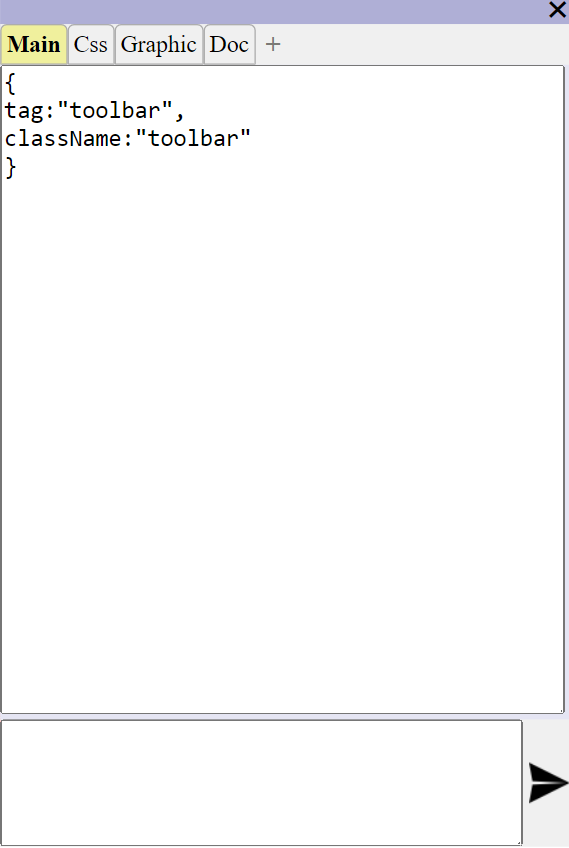 Main Css Graphic Doc +
{
tag:"toolbar",
className:"toolbar"
}